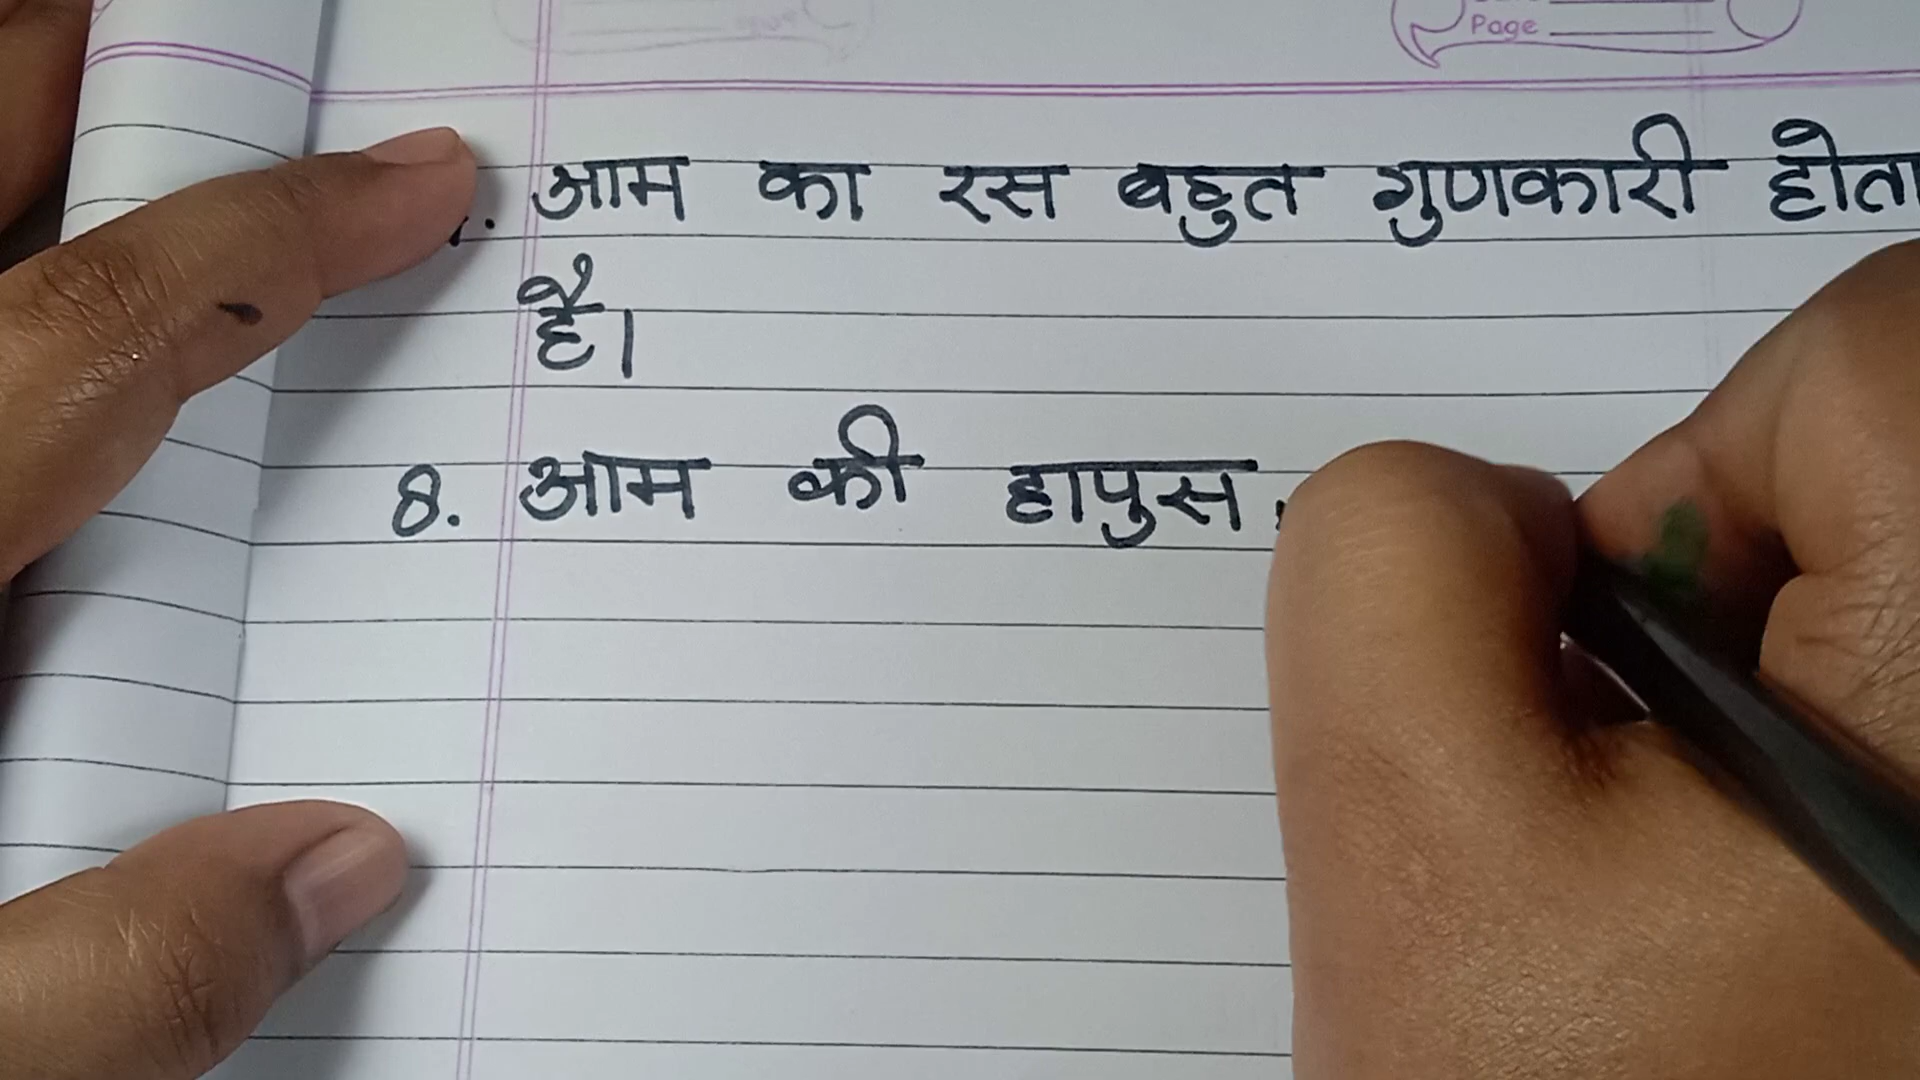 Page
आम का रस बहुत गुणकारी होता
है।
8. आम की हापुस,